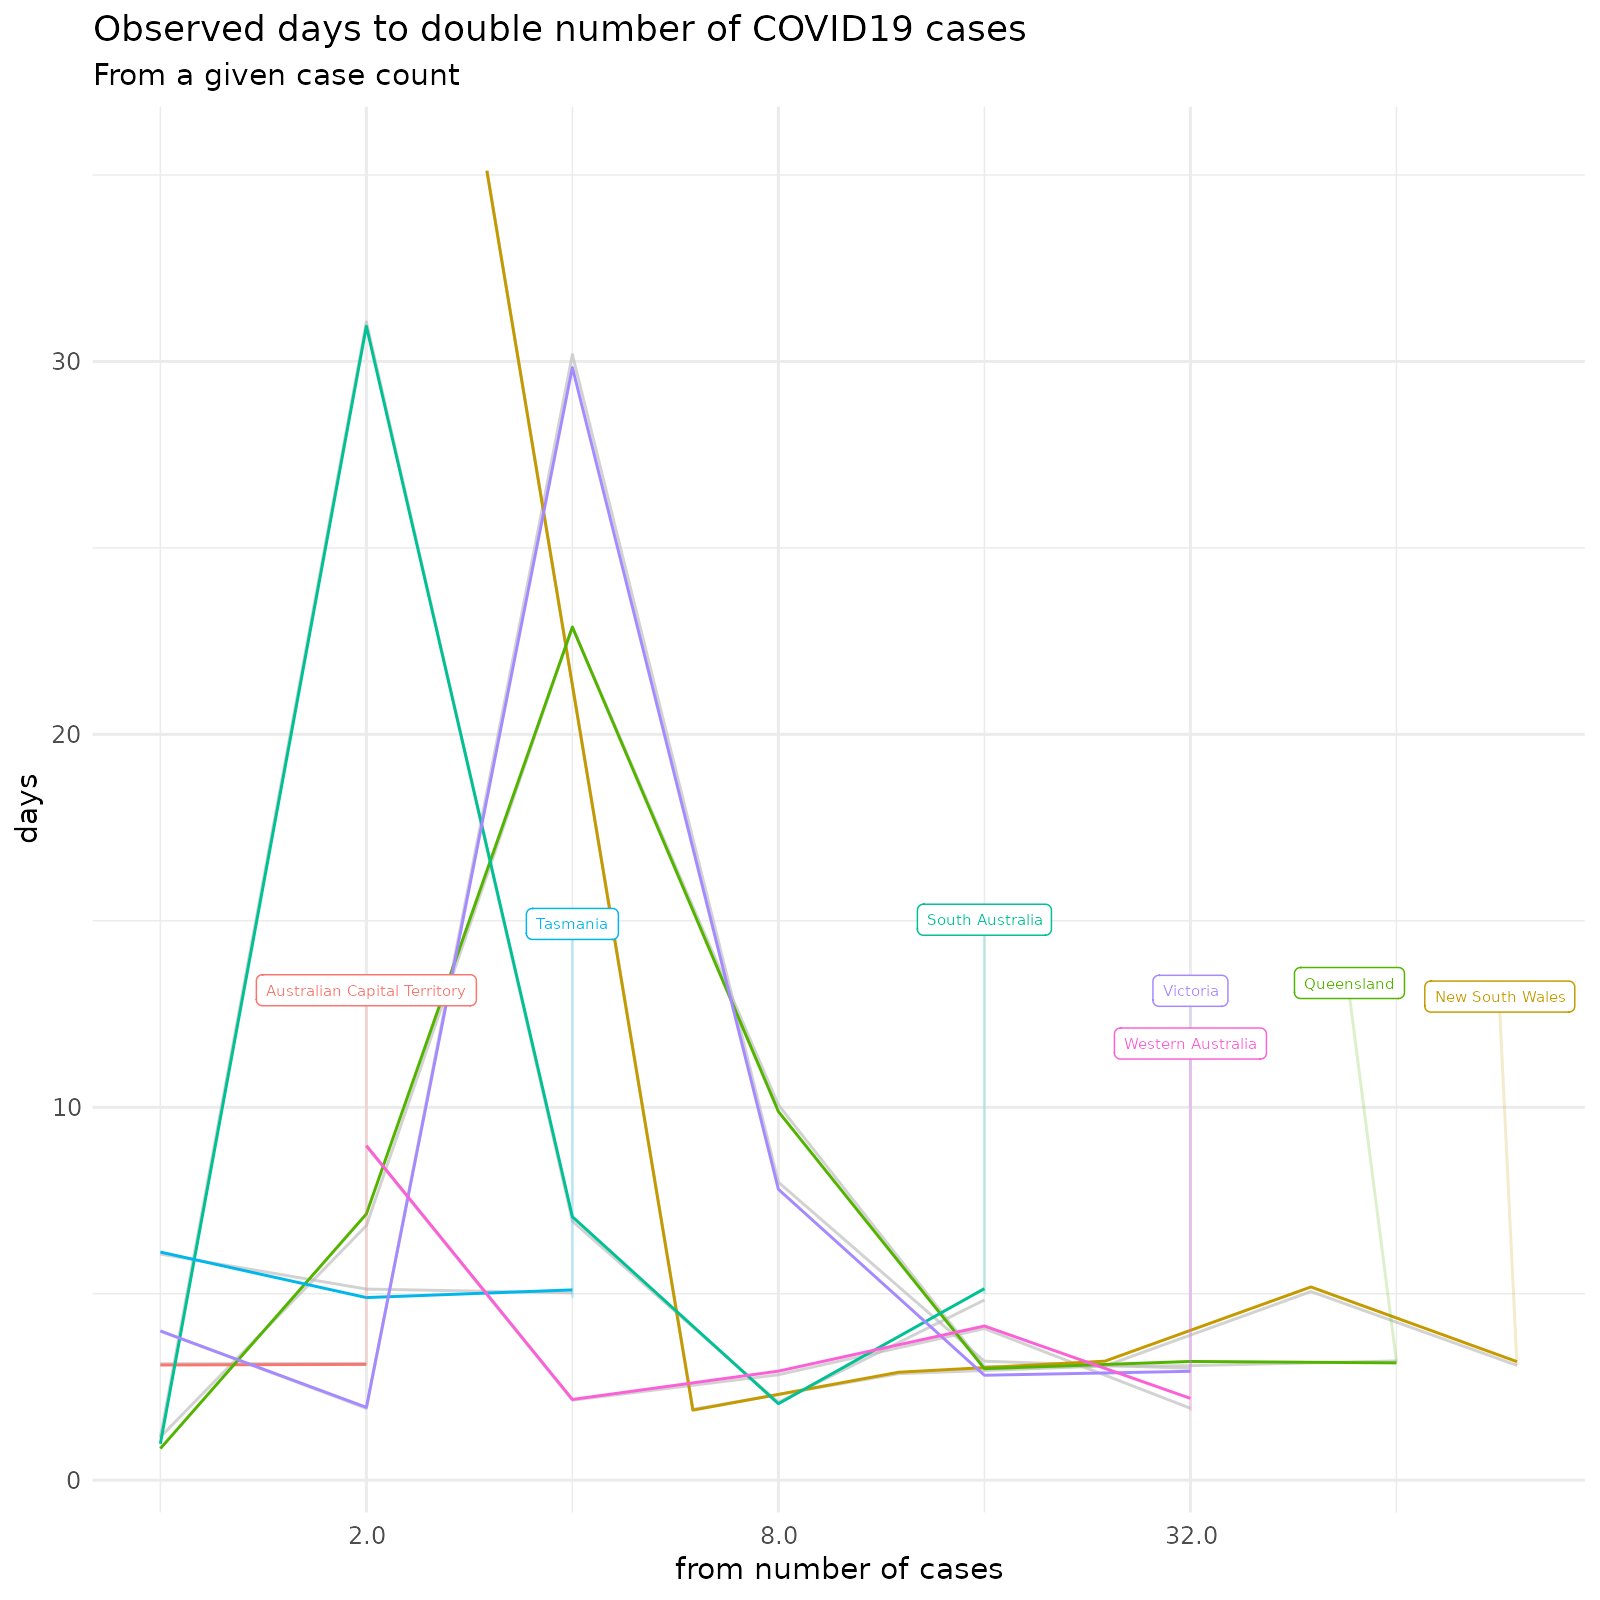 Observed days to double number of COVID19 cases
From a given case count
30
20
10
0
days
Tasmania
South Australia
Australian Capital Territory
Victoria
Queensland
New South Wales
Western Australia
2.0
8.0
32.0
from number of cases